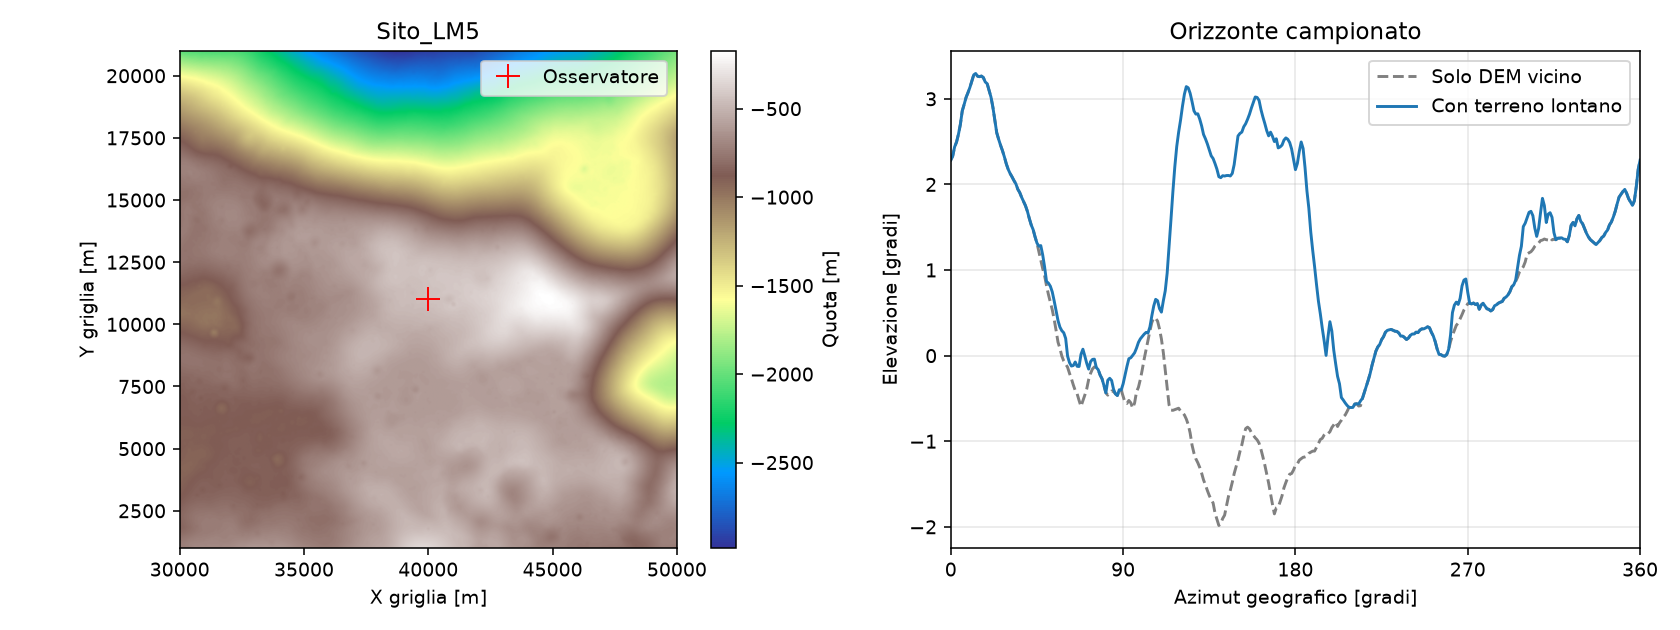 Sito_LM5
Osservatore
20000
17500
15000
12500
10000
7500
5000
2500
Y griglia [m]
30000 35000 40000 45000 50000
X griglia [m]
−500
−1000
−1500
−2000
−2500
Quota [m]
Orizzonte campionato
Solo DEM vicino
Con terreno lontano
3
2
1
0
−1
−2
Elevazione [gradi]
0 90 180 270 360
Azimut geografico [gradi]